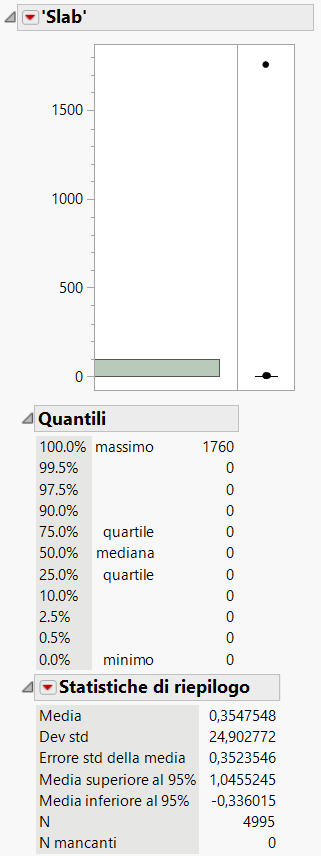 'Slab'
1500
1000
500
0
Quantili
100.0% massimo 1760
99.5% 0
97.5% 0
90.0% 0
75.0% quartile 0
50.0% mediana 0
25.0% quartile 0
10.0% 0
2.5% 0
0.5% 0
0.0% minimo 0
Statistiche di riepilogo
Media 0,3547548
Dev std 24,902772
Errore std della media 0,3523546
Media superiore al 95% 1,0455245
Media inferiore al 95% -0,336015
N 4995
N mancanti 0